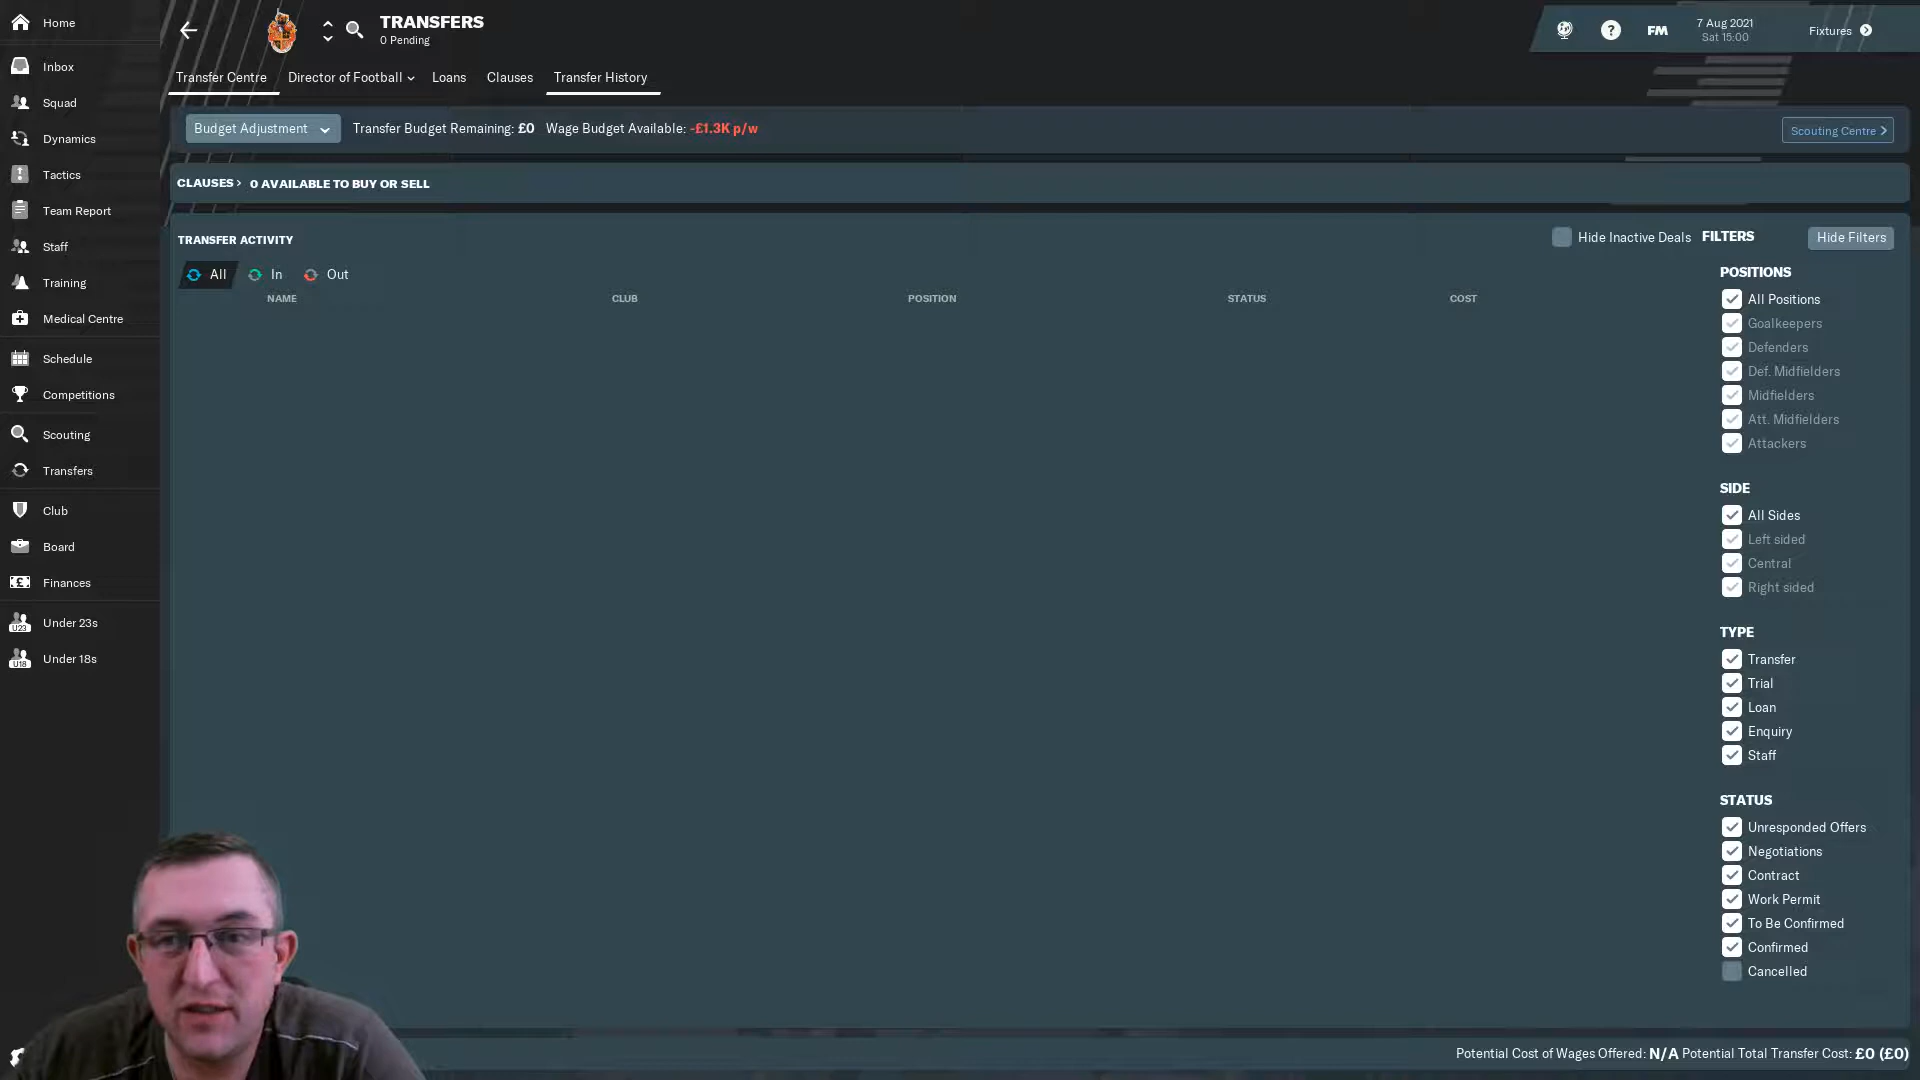 Home
Inbox
Squad
Dynamics
Tactics
Team Report
Staff
Training
Medical Centre
Schedule
Competitions
Scouting
Transfers
Club
Board
Finances
U23
Under 23s
U18
Under 18s
TRANSFERS
0 Pending
FM
7 Aug 2021
Sat 15:00
Fixtures
Transfer Centre
Director of Football
Loans
Clauses
Transfer History
Budget Adjustment
Transfer Budget Remaining: £0
Wage Budget Available: -£1.3K p/w
Scouting Centre
CLAUSES 0 AVAILABLE TO BUY OR SELL
TRANSFER ACTIVITY
Hide Inactive Deals
FILTERS
Hide Filters
All
In
Out
NAME
CLUB
POSITION
STATUS
COST
POSITIONS
All Positions
Goalkeepers
Defenders
Def. Midfielders
Midfielders
Att. Midfielders
Attackers
SIDE
All Sides
Left sided
Central
Right sided
TYPE
Transfer
Trial
Loan
Enquiry
Staff
STATUS
Unresponded Offers
Negotiations
Contract
Work Permit
To Be Confirmed
Confirmed
Cancelled
Potential Cost of Wages Offered: N/A Potential Total Transfer Cost: £0 (£0)